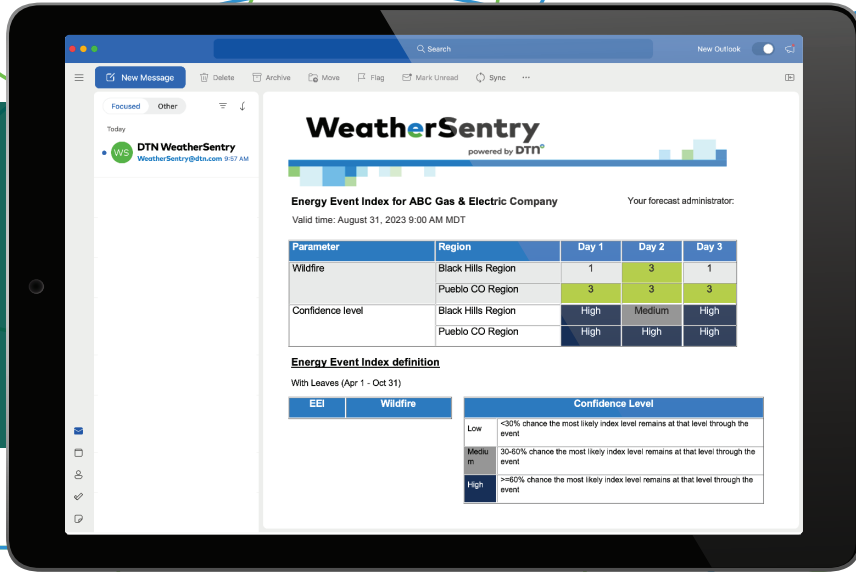 Search
New Outlook
New Message
Delete
Archive
Move
Flag
Mark Unread
Sync
Focused
Other
Today
WS
DTN WeatherSentry
WeatherSentry@dtn.com 9:57 AM
WeatherSentry
powered by DTN
Energy Event Index for ABC Gas & Electric Company
Your forecast administrator:
Valid time: August 31, 2023 9:00 AM MDT
Parameter Region Day 1 Day 2 Day 3
Wildfire Black Hills Region 1 3 1
Pueblo CO Region 3 3 3
Confidence level Black Hills Region High Medium High
Pueblo CO Region High High High
Energy Event Index definition
With Leaves (Apr 1 - Oct 31)
EEI Wildfire
Confidence Level
Low <30% chance the most likely index level remains at that level through the
event
Mediu 30-60% chance the most likely index level remains at that level through the
m event
High >=60% chance the most likely index level remains at that level through the
event